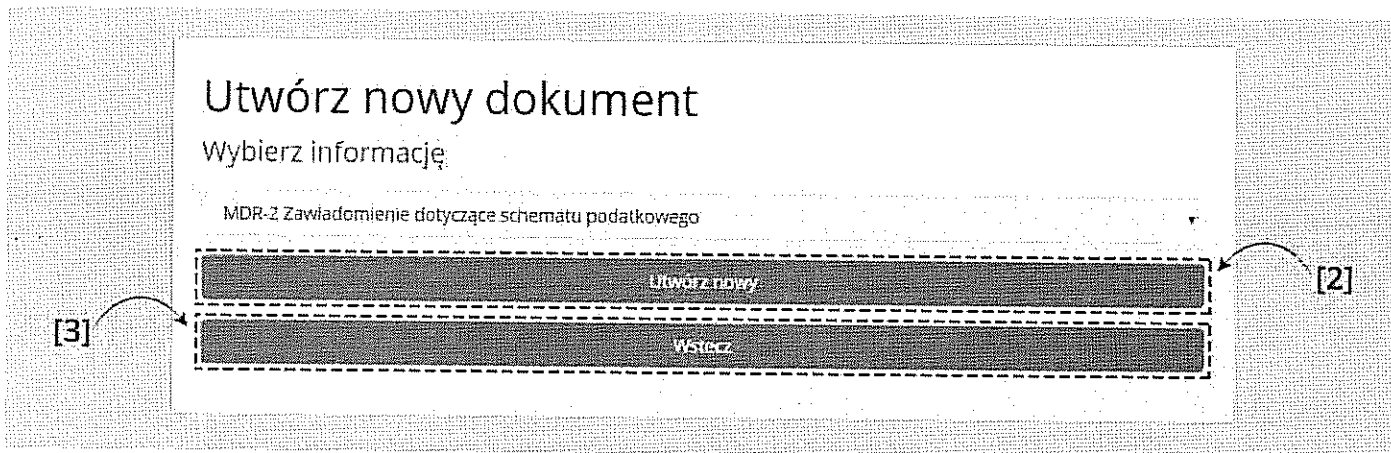 Utwórz nowy dokument
Wybierz informację
MDR-2 Zawiadomienie dotyczące schematu podatkowego
Utwórz nowy
[2]
[3]
Wstecz